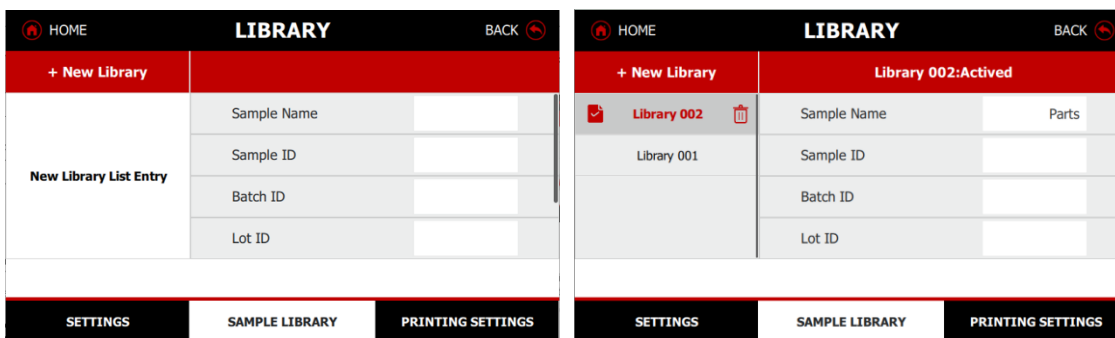 HOME LIBRARY BACK
+ New Library
Sample Name
Sample ID
New Library List Entry
Batch ID
Lot ID
SETTINGS SAMPLE LIBRARY PRINTING SETTINGS
HOME LIBRARY BACK
+ New Library Library 002:Actived
Library 002 Sample Name Parts
Library 001 Sample ID
Batch ID
Lot ID
SETTINGS SAMPLE LIBRARY PRINTING SETTINGS